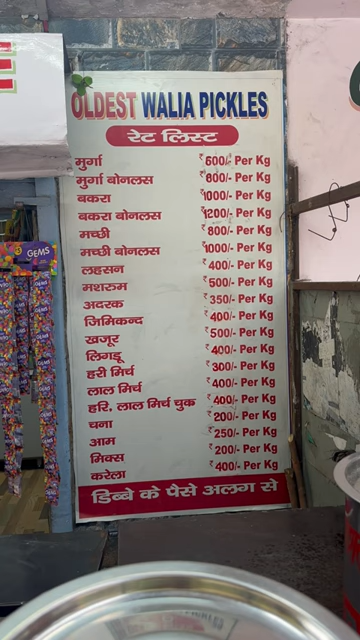 OLDEST WALIA PICKLES
रेट लिस्ट
मुर्गा ₹600/- Per Kg
मुर्गा बोनलस ₹800/- Per Kg
बकरा ₹1000/- Per Kg
बकरा बोनलस ₹1200/- Per Kg
मच्छी ₹800/- Per Kg
मच्छी बोनलस ₹1000/- Per Kg
लहसन ₹400/- Per Kg
मशरुम ₹500/- Per Kg
अदरक ₹350/- Per Kg
जिमिकन्द ₹400/- Per Kg
खजूर ₹500/- Per Kg
लिगडू ₹400/- Per Kg
हरी मिर्च ₹300/- Per Kg
लाल मिर्च ₹400/- Per Kg
हरि, लाल मिर्च चुक ₹400/- Per Kg
चना ₹200/- Per Kg
आम ₹250/- Per Kg
मिक्स ₹200/- Per Kg
करेला ₹400/- Per Kg
डिब्बे के पैसे अलग से
GEMS